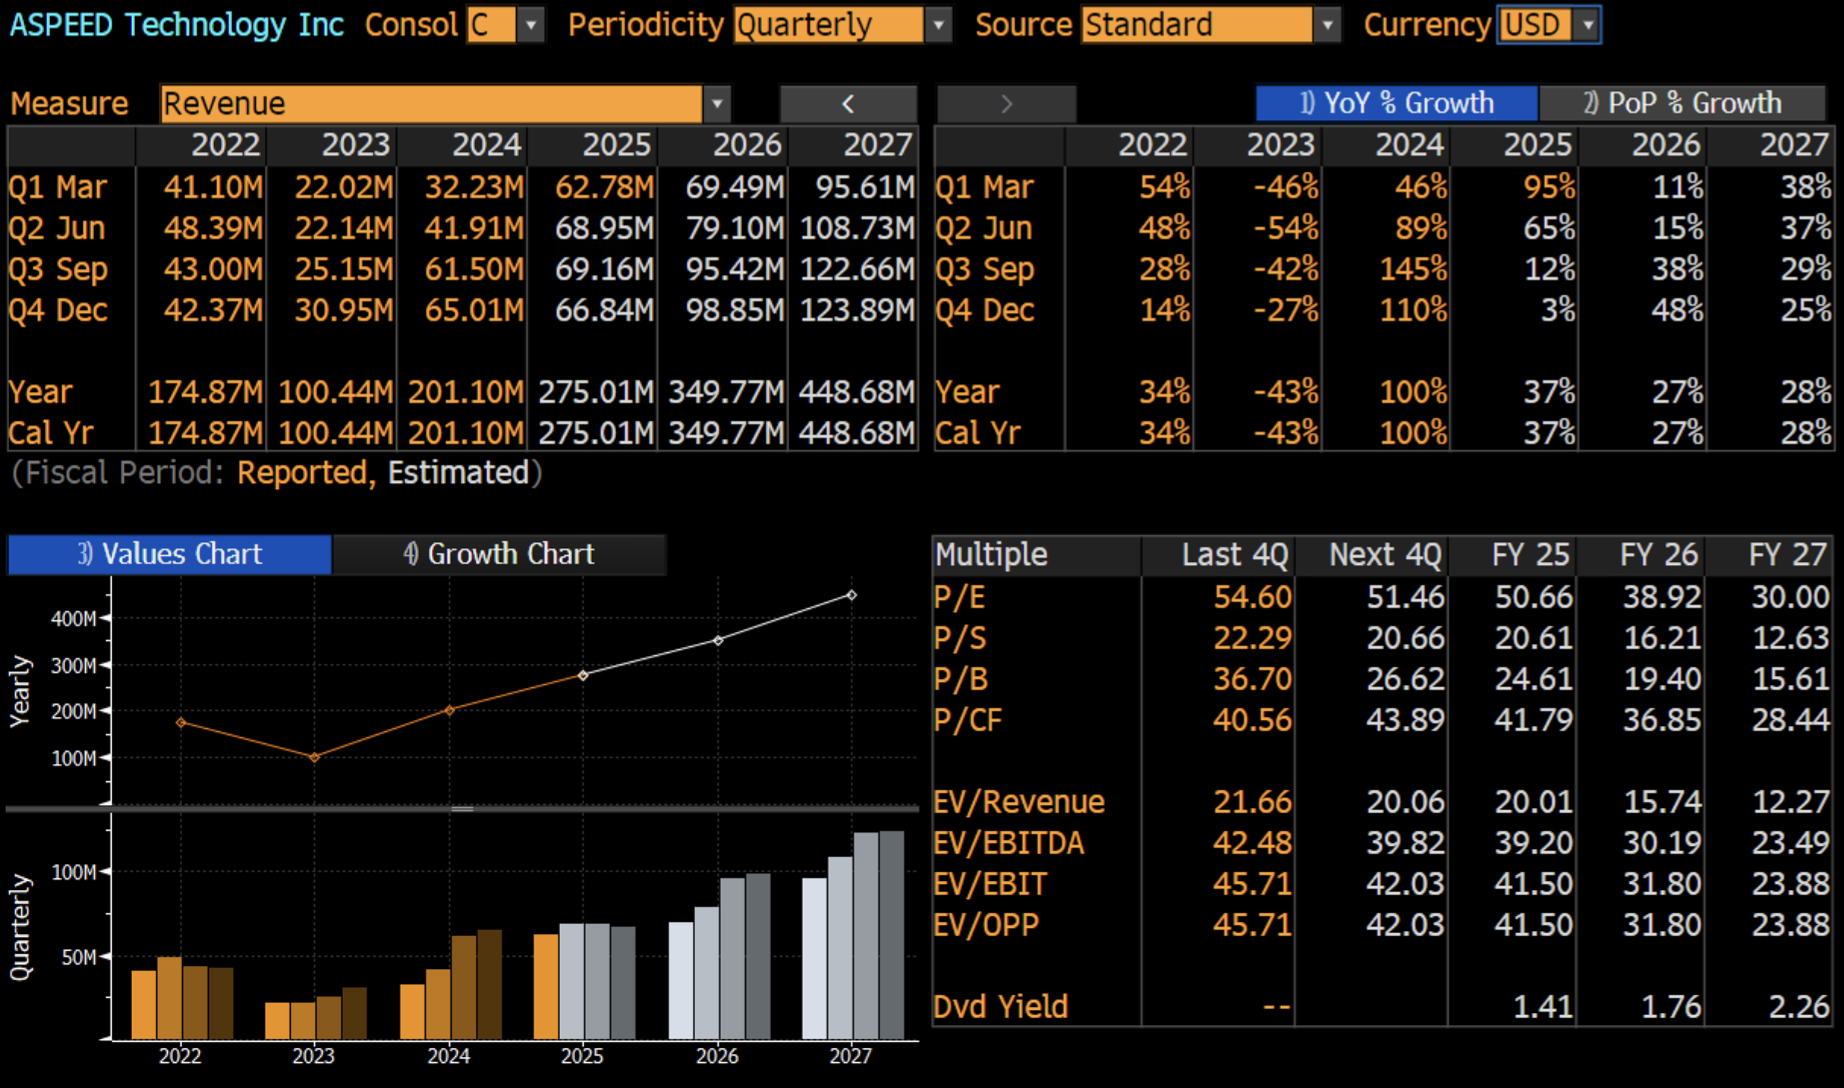 ASPEED Technology Inc Consol C Periodicity Quarterly Source Standard Currency USD
Measure Revenue < > 1) YoY % Growth 2) PoP % Growth
2022 2023 2024 2025 2026 2027 2022 2023 2024 2025 2026 2027
Q1 Mar 41.10M 22.02M 32.23M 62.78M 69.49M 95.61M Q1 Mar 54% -46% 46% 95% 11% 38%
Q2 Jun 48.39M 22.14M 41.91M 68.95M 79.10M 108.73M Q2 Jun 48% -54% 89% 65% 15% 37%
Q3 Sep 43.00M 25.15M 61.50M 69.16M 95.42M 122.66M Q3 Sep 28% -42% 145% 12% 38% 29%
Q4 Dec 42.37M 30.95M 65.01M 66.84M 98.85M 123.89M Q4 Dec 14% -27% 110% 3% 48% 25%
Year 174.87M 100.44M 201.10M 275.01M 349.77M 448.68M Year 34% -43% 100% 37% 27% 28%
Cal Yr 174.87M 100.44M 201.10M 275.01M 349.77M 448.68M Cal Yr 34% -43% 100% 37% 27% 28%
(Fiscal Period: Reported, Estimated)
3) Values Chart 4) Growth Chart
Yearly
400M
300M
200M
100M
Quarterly
100M
50M
2022 2023 2024 2025 2026 2027
Multiple Last 4Q Next 4Q FY 25 FY 26 FY 27
P/E 54.60 51.46 50.66 38.92 30.00
P/S 22.29 20.66 20.61 16.21 12.63
P/B 36.70 26.62 24.61 19.40 15.61
P/CF 40.56 43.89 41.79 36.85 28.44
EV/Revenue 21.66 20.06 20.01 15.74 12.27
EV/EBITDA 42.48 39.82 39.20 30.19 23.49
EV/EBIT 45.71 42.03 41.50 31.80 23.88
EV/OPP 45.71 42.03 41.50 31.80 23.88
Dvd Yield -- 1.41 1.76 2.26